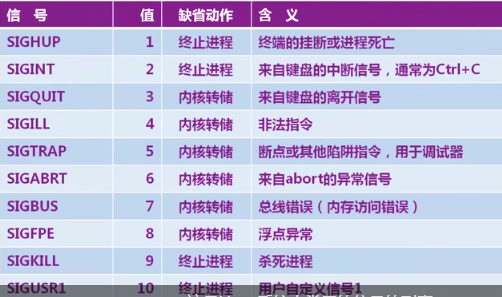 信 号 值 缺省动作 含 义
SIGHUP 1 终止进程 终端的挂断或进程死亡
SIGINT 2 终止进程 来自键盘的中断信号，通常为Ctrl+C
SIGQUIT 3 内核转储 来自键盘的离开信号
SIGILL 4 内核转储 非法指令
SIGTRAP 5 内核转储 断点或其他陷阱指令，用于调试器
SIGABRT 6 内核转储 来自abort的异常信号
SIGBUS 7 内核转储 总线错误（内存访问错误）
SIGFPE 8 内核转储 浮点异常
SIGKILL 9 终止进程 杀死进程
SIGUSR1 10 终止进程 用户自定义信号1